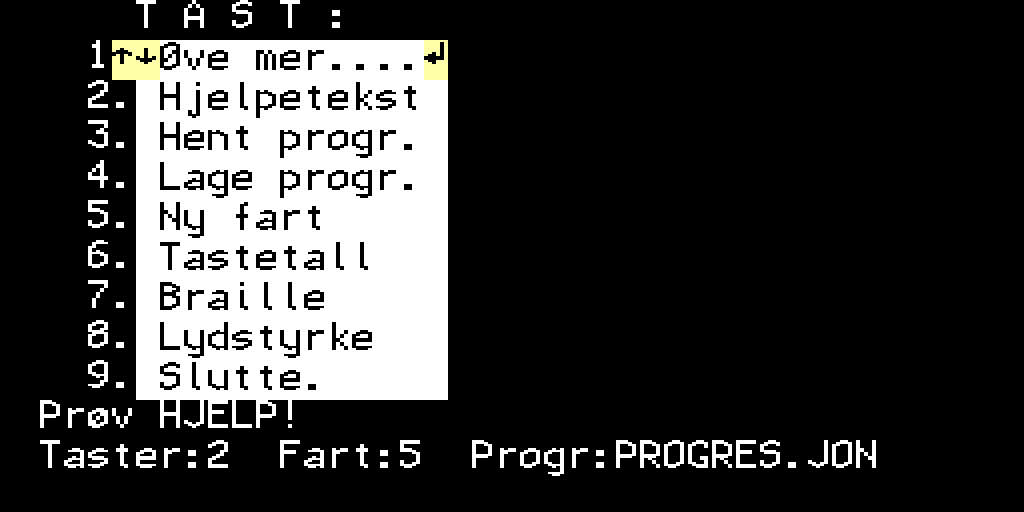 T A S T :
1↑↓Øve mer....↵
2. Hjelpetekst
3. Hent progr.
4. Lage progr.
5. Ny fart
6. Tastetall
7. Braille
8. Lydstyrke
9. Slutte.
Prøv HJELP!
Taster:2  Fart:5  Progr:PROGRES.JON